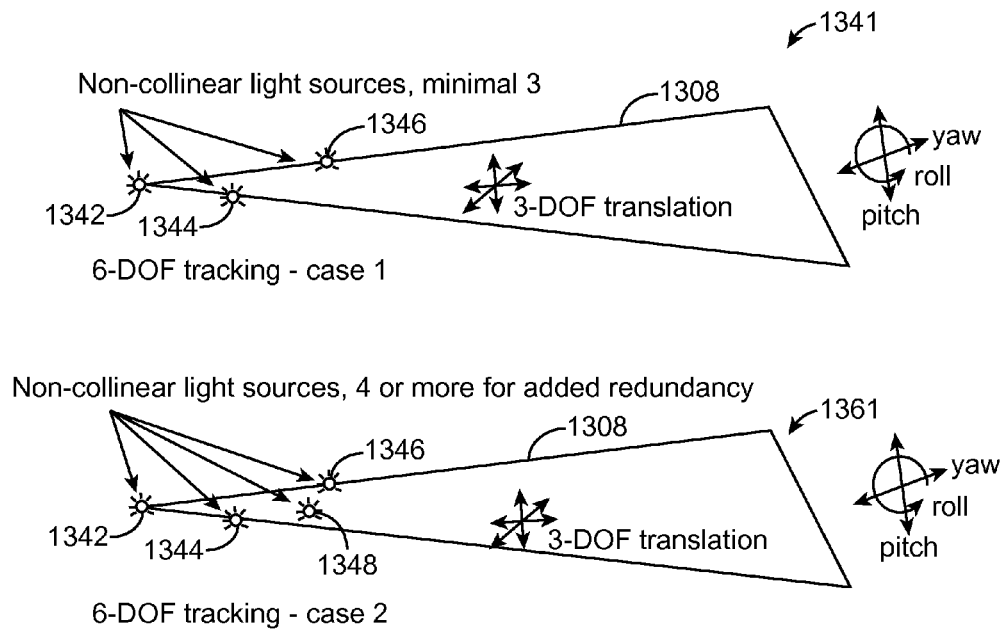 1341
Non-collinear light sources, minimal 3
1308
1346
yaw
roll
pitch
1342
1344
3-DOF translation
6-DOF tracking - case 1
Non-collinear light sources, 4 or more for added redundancy
1361
1308
1346
yaw
roll
pitch
1342
1344
1348
3-DOF translation
6-DOF tracking - case 2